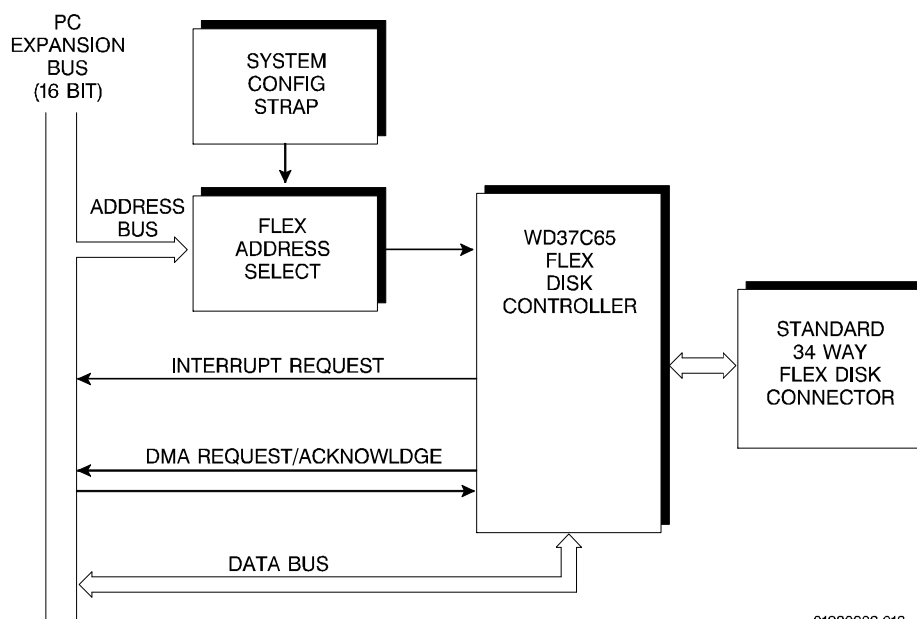 PC
EXPANSION
BUS
(16 BIT)
SYSTEM
CONFIG
STRAP
ADDRESS
BUS
FLEX
ADDRESS
SELECT
WD37C65
FLEX
DISK
CONTROLLER
STANDARD
34 WAY
FLEX DISK
CONNECTOR
INTERRUPT REQUEST
DMA REQUEST/ACKNOWLDGE
DATA BUS